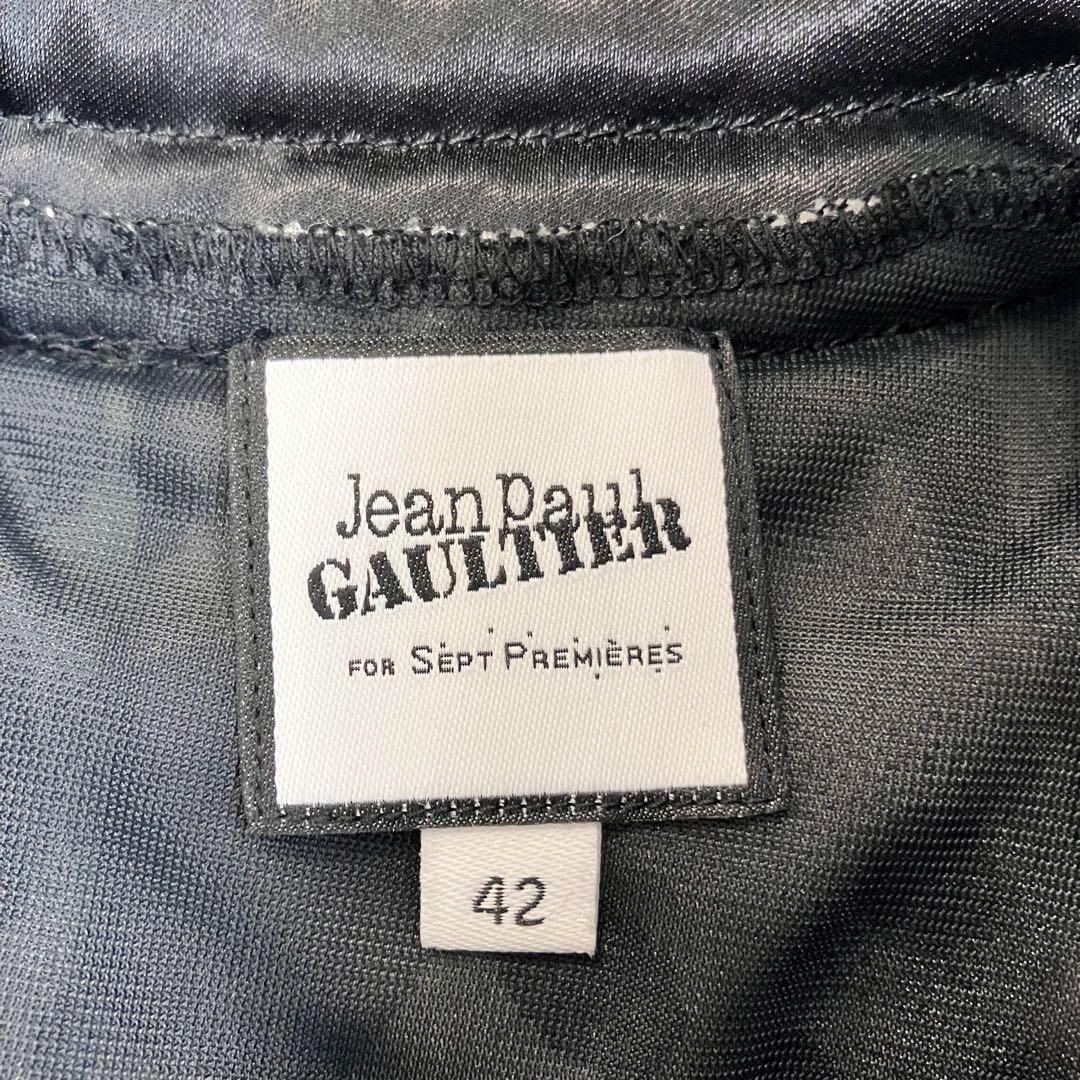 Jean Paul
GAULTIER
FOR SEPT PREMIÈRES
42